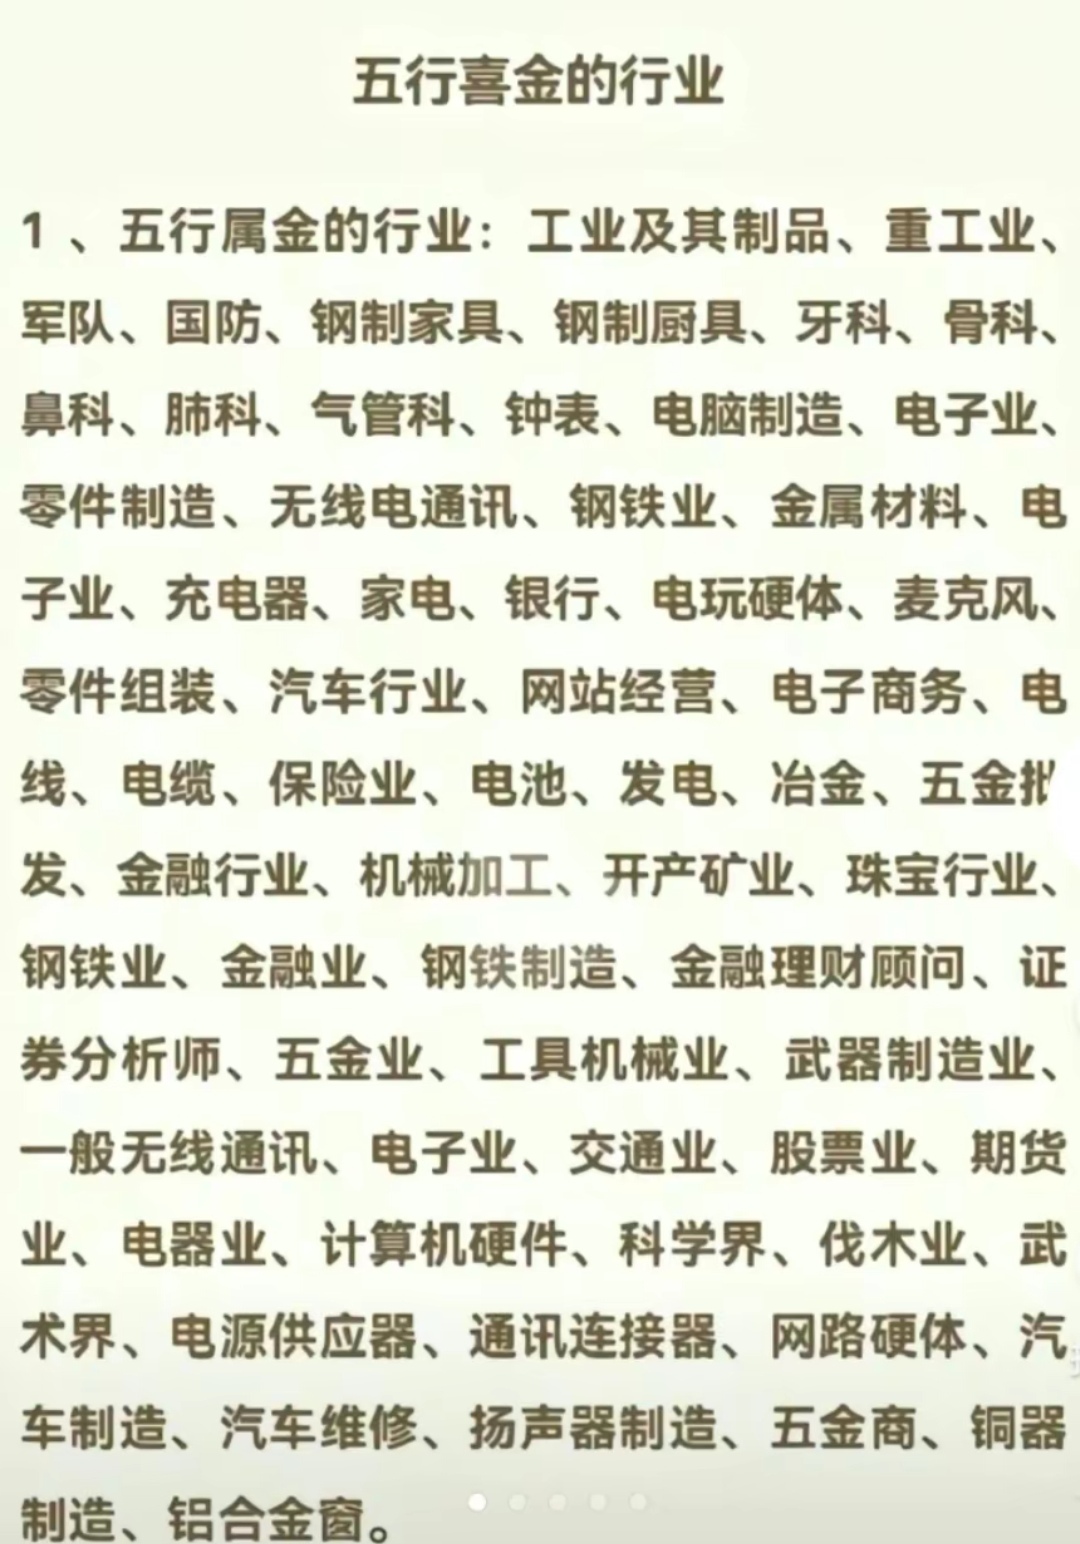 五行喜金的行业
1、五行属金的行业：工业及其制品、重工业、
军队、国防、钢制家具、钢制厨具、牙科、骨科、
鼻科、肺科、气管科、钟表、电脑制造、电子业、
零件制造、无线电通讯、钢铁业、金属材料、电
子业、充电器、家电、银行、电玩硬体、麦克风、
零件组装、汽车行业、网站经营、电子商务、电
线、电缆、保险业、电池、发电、冶金、五金批
发、金融行业、机械加工、开产矿业、珠宝行业、
钢铁业、金融业、钢铁制造、金融理财顾问、证
券分析师、五金业、工具机械业、武器制造业、
一般无线通讯、电子业、交通业、股票业、期货
业、电器业、计算机硬件、科学界、伐木业、武
术界、电源供应器、通讯连接器、网路硬体、汽
车制造、汽车维修、扬声器制造、五金商、铜器
制造、铝合金窗。